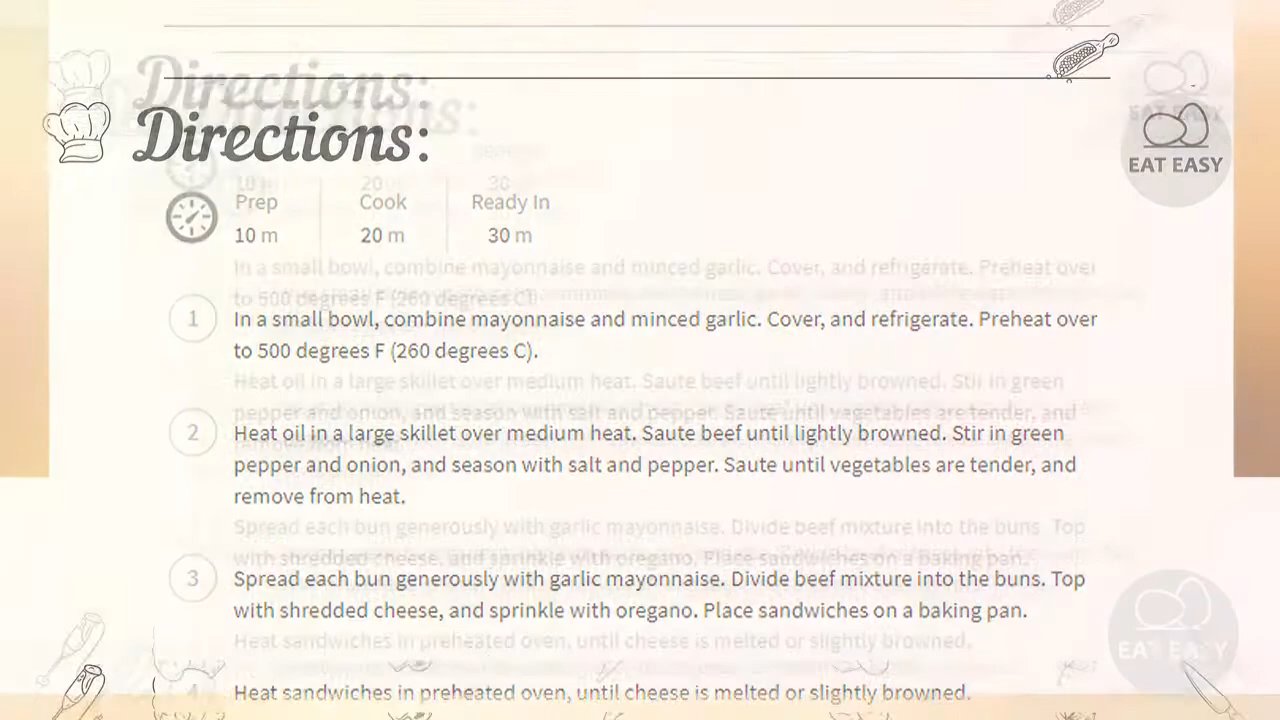 Directions:
EAT EASY
Prep Cook Ready In
10 m 20 m 30 m
1 In a small bowl, combine mayonnaise and minced garlic. Cover, and refrigerate. Preheat over
to 500 degrees F (260 degrees C).
2 Heat oil in a large skillet over medium heat. Saute beef until lightly browned. Stir in green
pepper and onion, and season with salt and pepper. Saute until vegetables are tender, and
remove from heat.
3 Spread each bun generously with garlic mayonnaise. Divide beef mixture into the buns. Top
with shredded cheese, and sprinkle with oregano. Place sandwiches on a baking pan.
EAT EASY
4 Heat sandwiches in preheated oven, until cheese is melted or slightly browned.